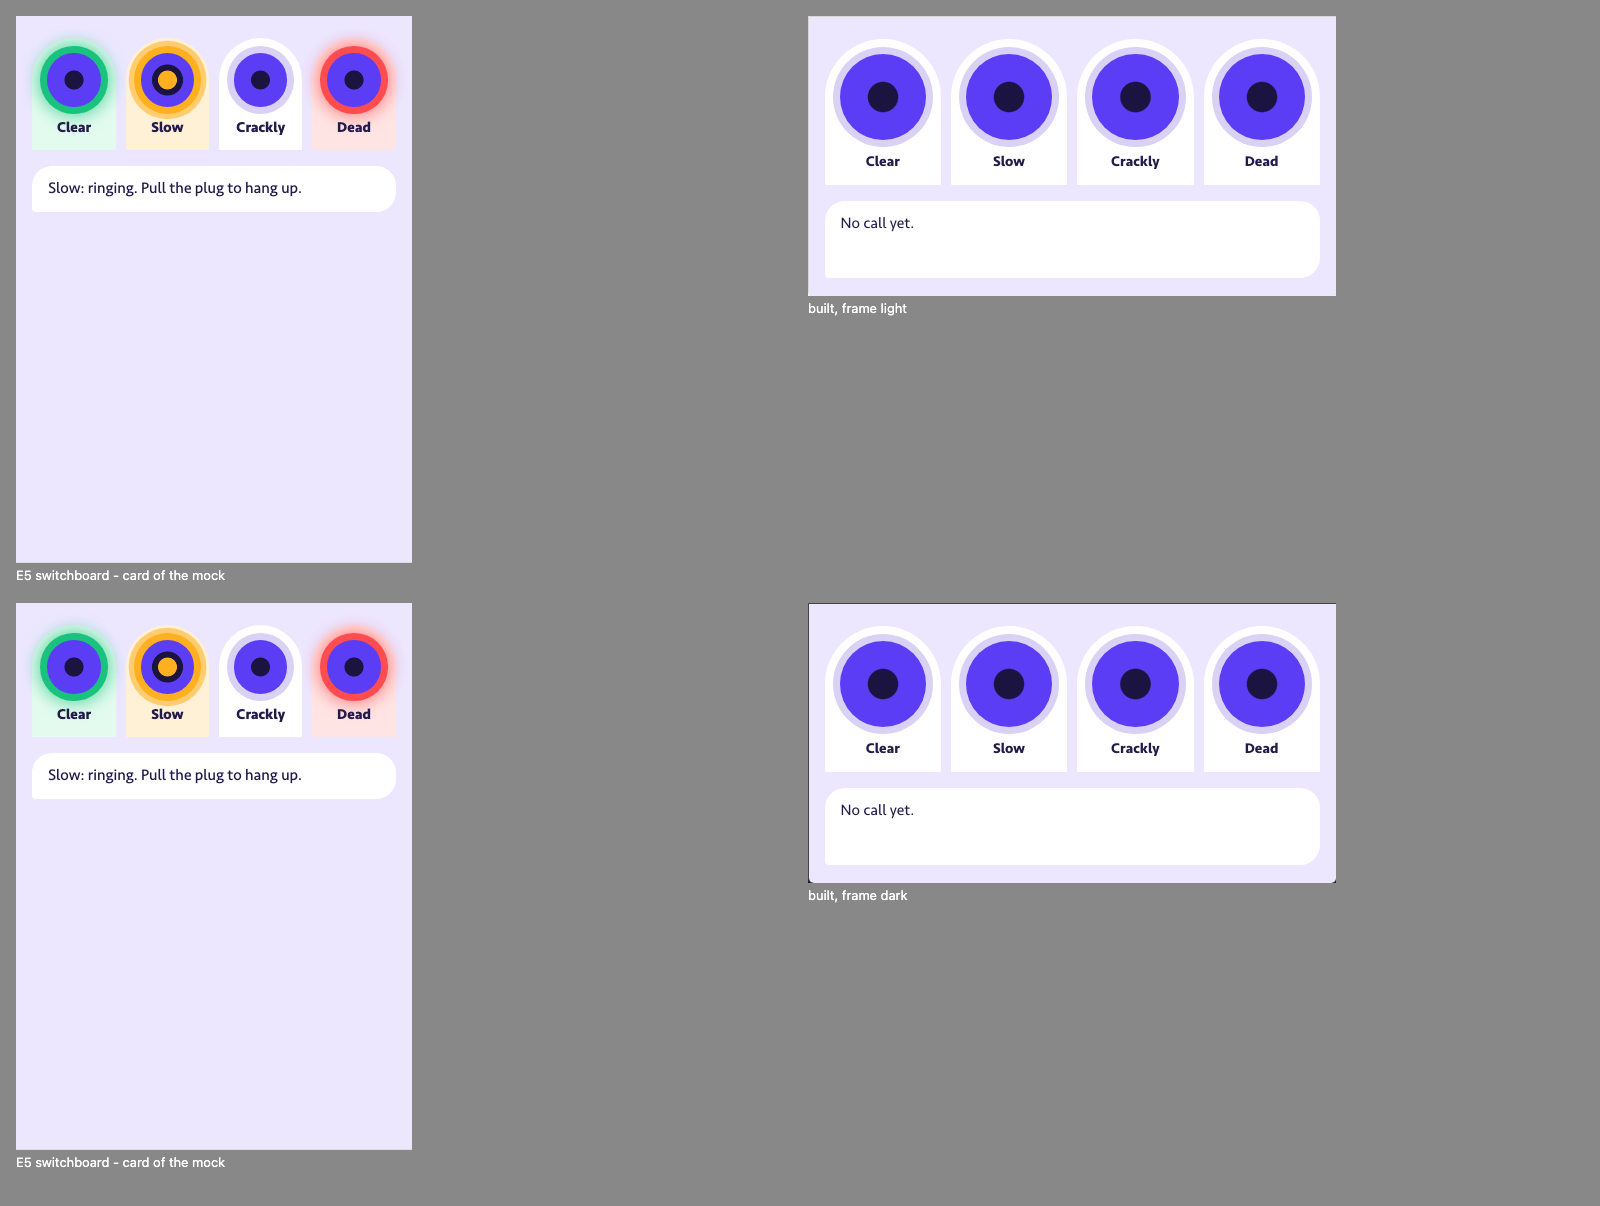 Clear Slow Crackly Dead
Slow: ringing. Pull the plug to hang up.
E5 switchboard - card of the mock
Clear Slow Crackly Dead
No call yet.
built, frame light
Clear Slow Crackly Dead
Slow: ringing. Pull the plug to hang up.
E5 switchboard - card of the mock
Clear Slow Crackly Dead
No call yet.
built, frame dark